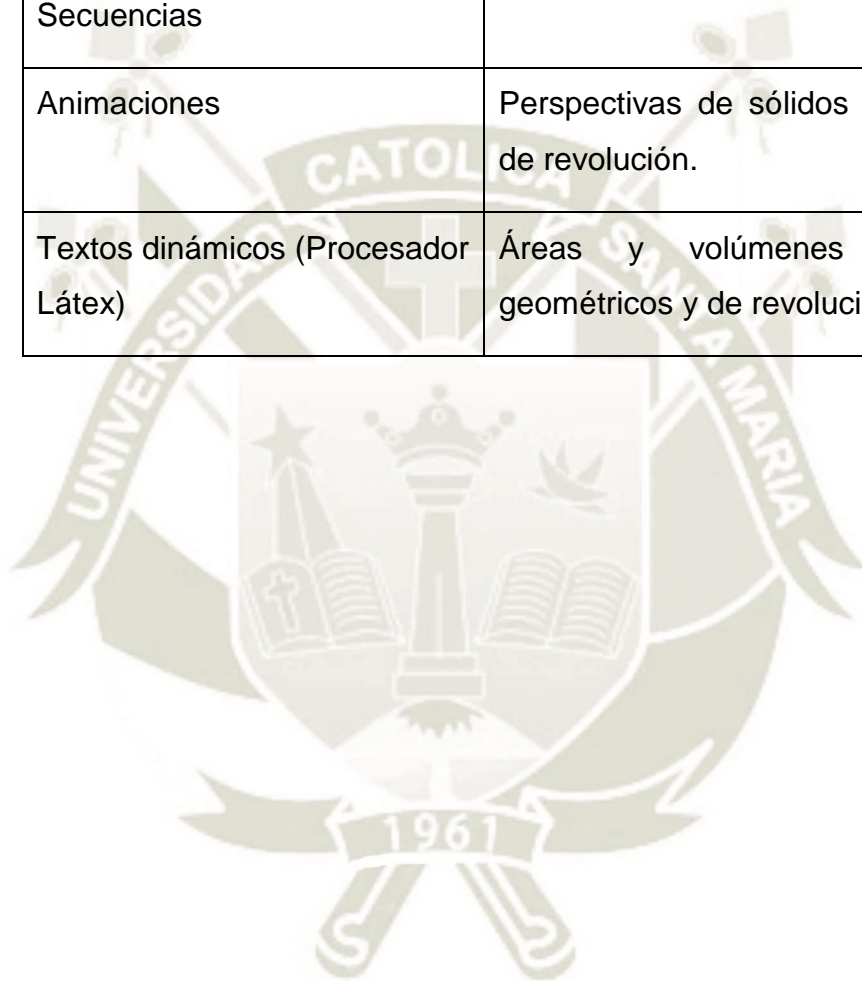 Secuencias
Animaciones
Perspectivas de sólidos
de revolución.
Textos dinámicos (Procesador
Látex)
Áreas y volúmenes
geométricos y de revoluci
UNIVERSIDAD CATOLICA SANTA MARIA
1961